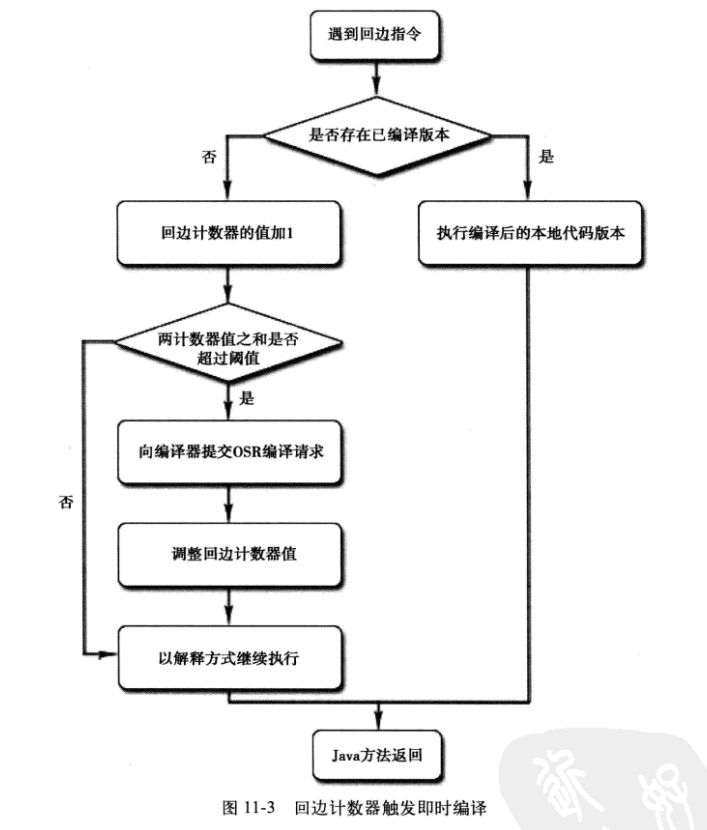 遇到回边指令
是否存在已编译版本
否
是
回边计数器的值加1
执行编译后的本地代码版本
两计数器值之和是否
超过阈值
是
向编译器提交OSR编译请求
否
调整回边计数器值
以解释方式继续执行
Java方法返回
图 11-3 回边计数器触发即时编译